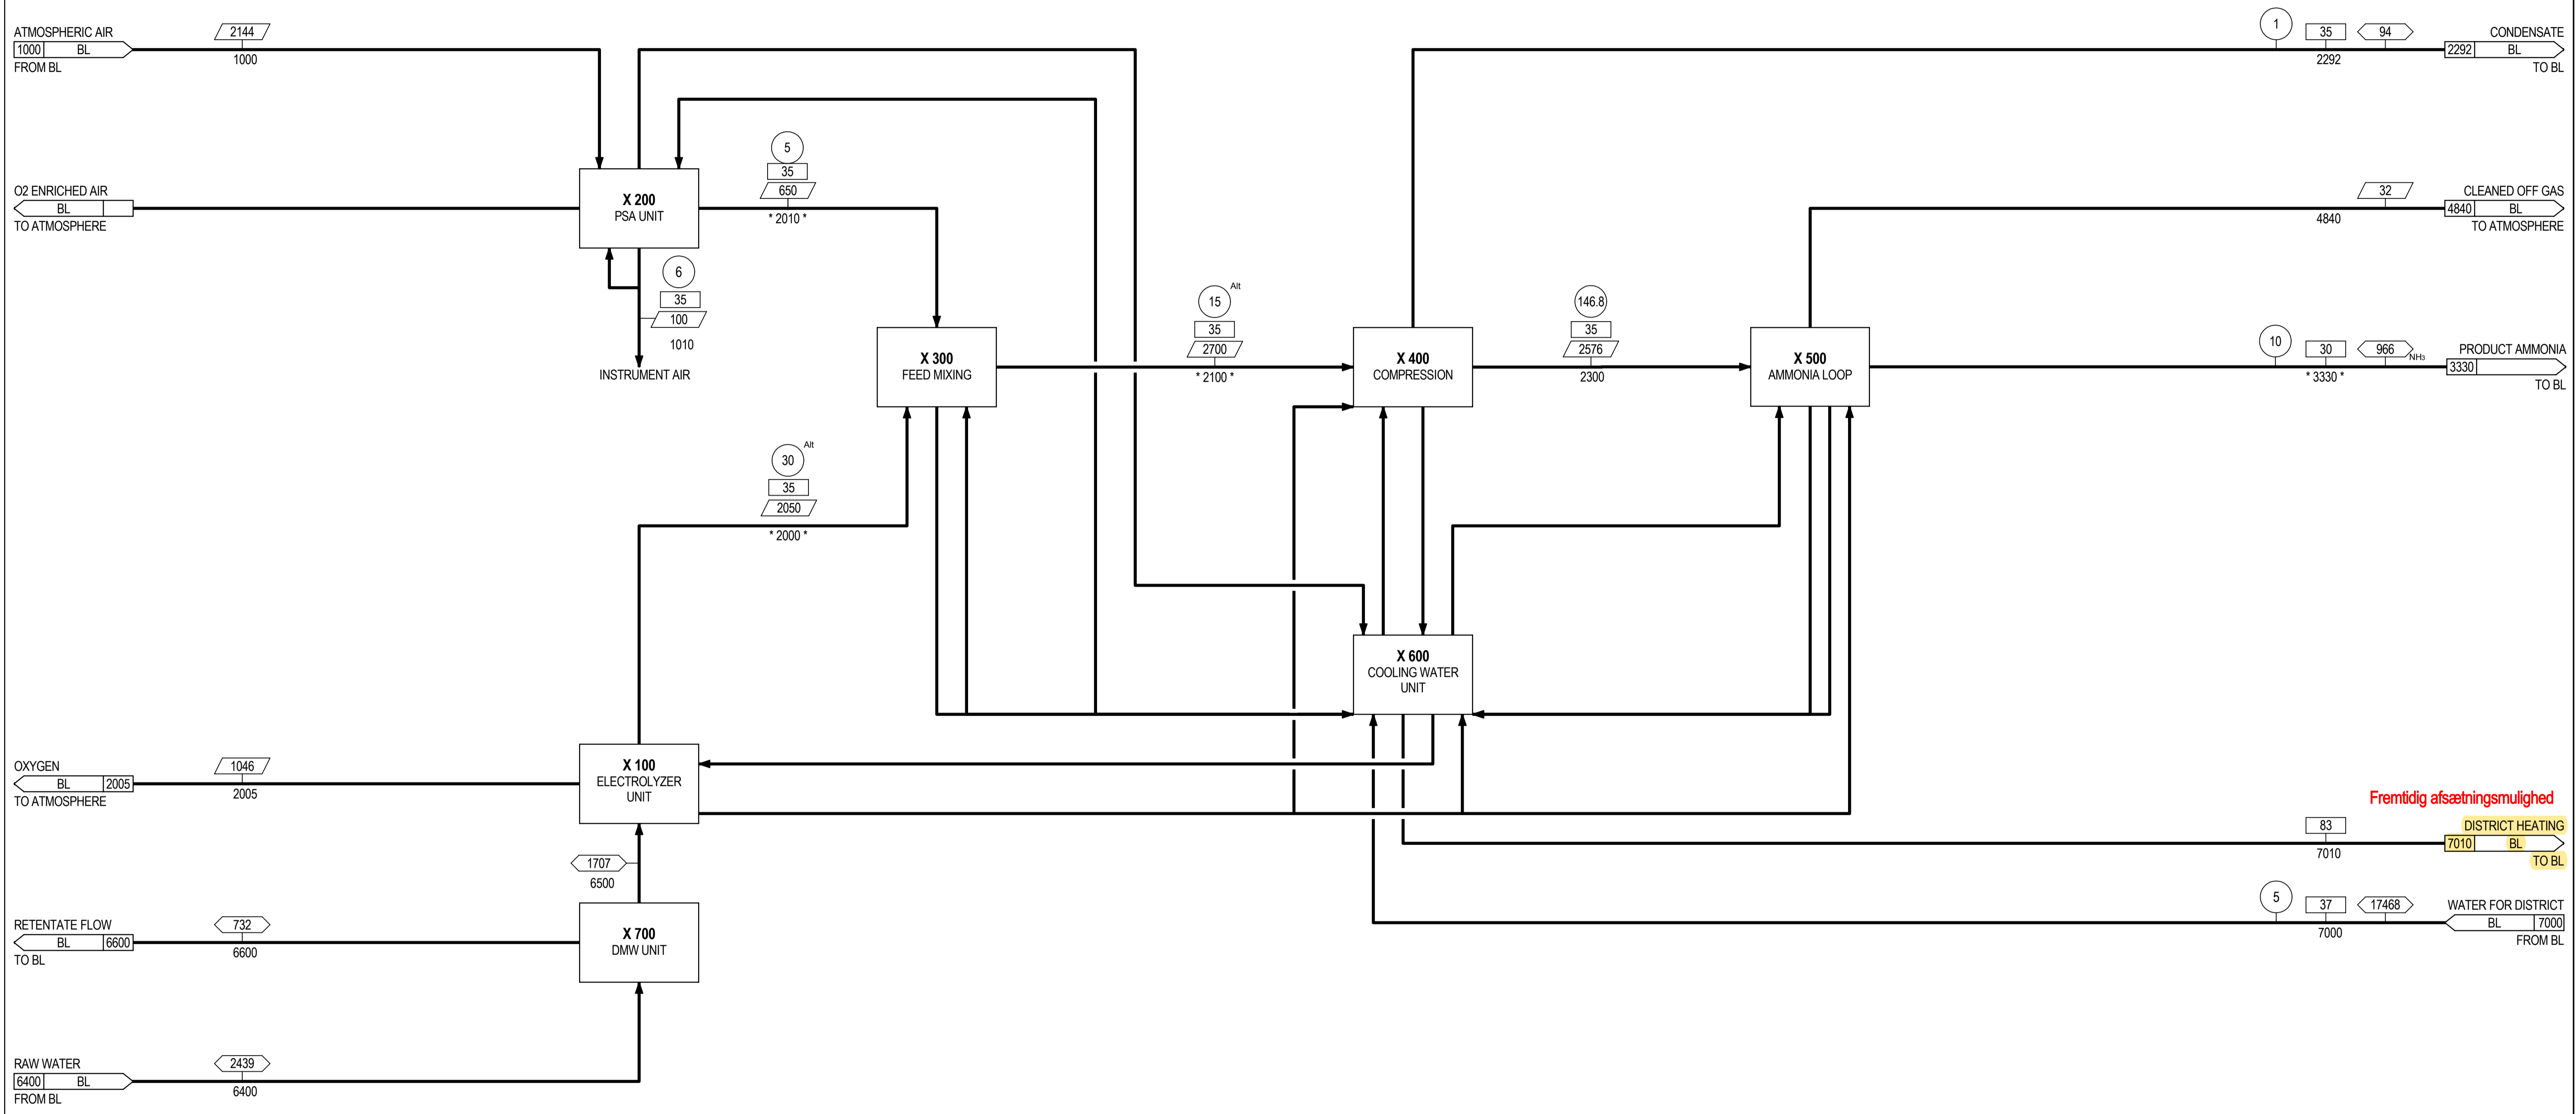 ATMOSPHERIC AIR
1000 BL
FROM BL
2144
1000
1
35
94
2292
CONDENSATE
2292 BL
TO BL
O2 ENRICHED AIR
BL
TO ATMOSPHERE
X 200
PSA UNIT
5
35
650
* 2010 *
32
4840
CLEANED OFF GAS
4840 BL
TO ATMOSPHERE
6
35
100
1010
INSTRUMENT AIR
X 300
FEED MIXING
15 Alt
35
2700
* 2100 *
X 400
COMPRESSION
146.8
35
2576
2300
X 500
AMMONIA LOOP
10
30
966 NH₃
* 3330 *
PRODUCT AMMONIA
3330
TO BL
30 Alt
35
2050
* 2000 *
X 600
COOLING WATER
UNIT
OXYGEN
BL 2005
TO ATMOSPHERE
1046
2005
X 100
ELECTROLYZER
UNIT
Fremtidig afsætningsmulighed
83
7010
DISTRICT HEATING
7010 BL
TO BL
1707
6500
5
37
17468
7000
WATER FOR DISTRICT
BL 7000
FROM BL
RETENTATE FLOW
BL 6600
TO BL
732
6600
X 700
DMW UNIT
RAW WATER
6400 BL
FROM BL
2439
6400